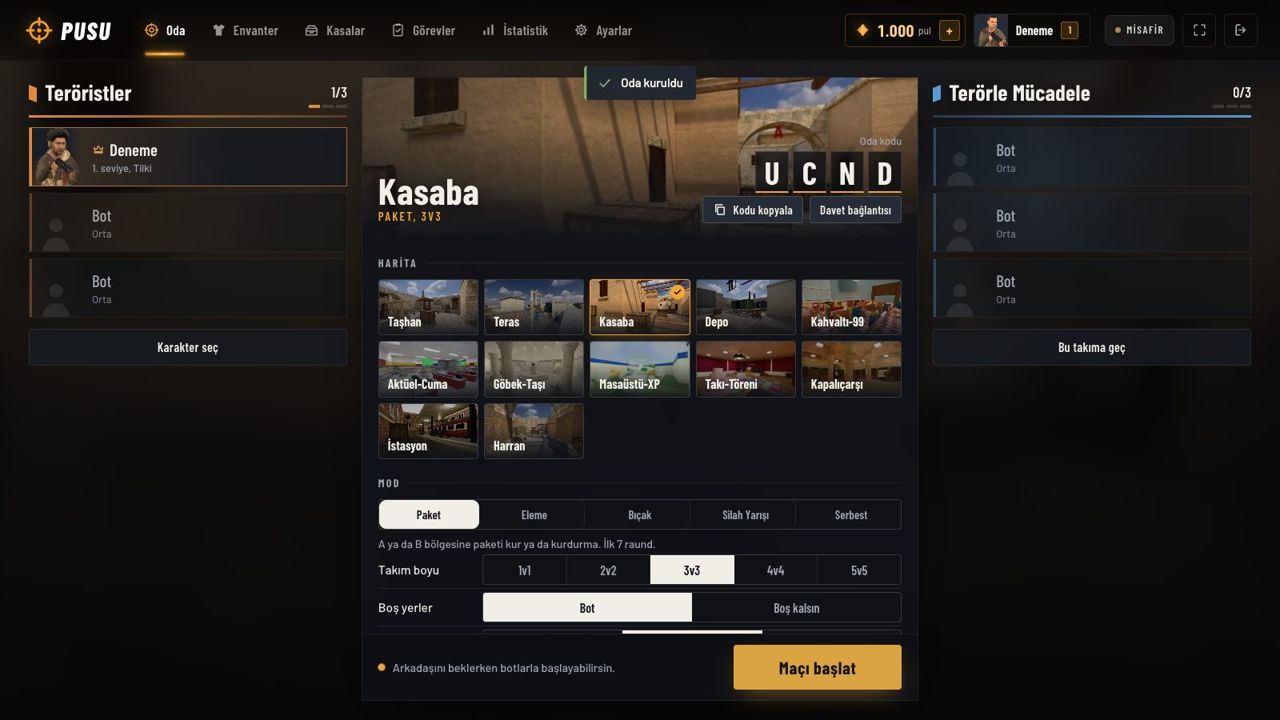 PUSU
Oda
Envanter
Kasalar
Görevler
İstatistik
Ayarlar
1.000 pul +
Deneme 1
MİSAFİR
Teröristler 1/3
Deneme
1. seviye, Tilki
Bot
Orta
Bot
Orta
Karakter seç
Oda kuruldu
A
Oda kodu
U C N D
Kasaba
PAKET, 3V3
Kodu kopyala
Davet bağlantısı
HARİTA
Taşhan
Teras
Kasaba
Depo
Kahvaltı-99
Aktüel-Cuma
Göbek-Taşı
Masaüstü-XP
Takı-Töreni
Kapalıçarşı
İstasyon
Harran
MOD
Paket
Eleme
Bıçak
Silah Yarışı
Serbest
A ya da B bölgesine paketi kur ya da kurdurma. İlk 7 raund.
Takım boyu
1v1
2v2
3v3
4v4
5v5
Boş yerler
Bot
Boş kalsın
Arkadaşını beklerken botlarla başlayabilirsin.
Maçı başlat
Terörle Mücadele 0/3
Bot
Orta
Bot
Orta
Bot
Orta
Bu takıma geç